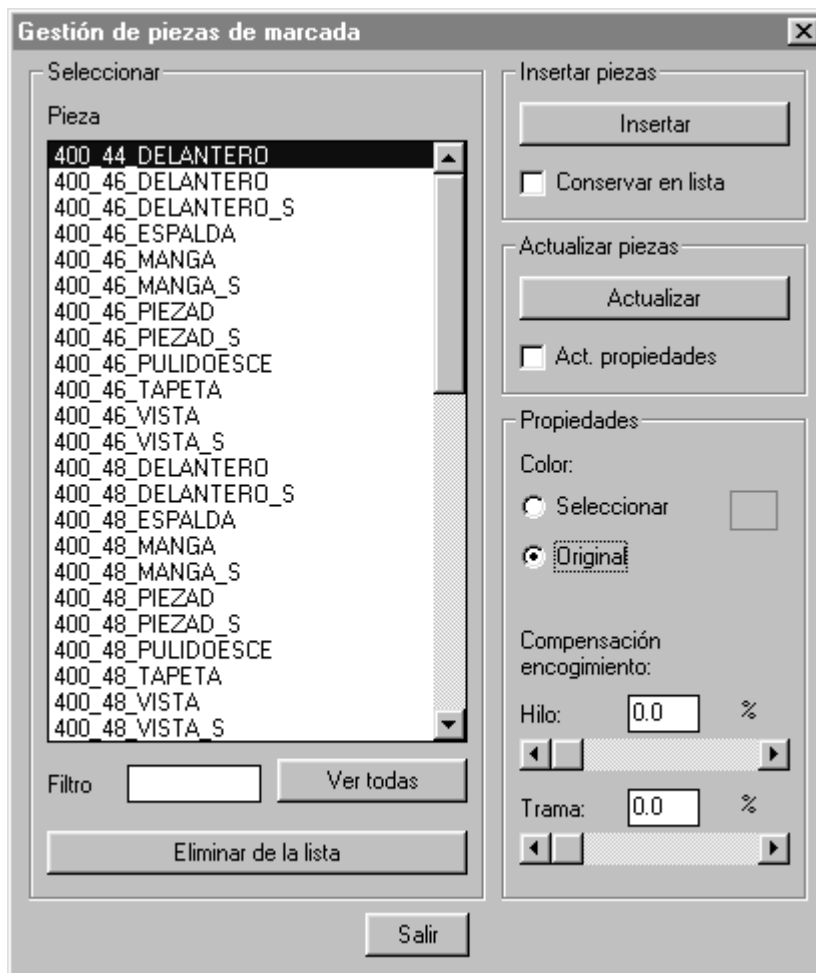 Gestión de piezas de marcada
Seleccionar
Pieza
400_44_DELANTERO
400_46_DELANTERO
400_46_DELANTERO_S
400_46_ESPALDA
400_46_MANGA
400_46_MANGA_S
400_46_PIEZAD
400_46_PIEZAD_S
400_46_PULIDOESCE
400_46_TAPETA
400_46_VISTA
400_46_VISTA_S
400_48_DELANTERO
400_48_DELANTERO_S
400_48_ESPALDA
400_48_MANGA
400_48_MANGA_S
400_48_PIEZAD
400_48_PIEZAD_S
400_48_PULIDOESCE
400_48_TAPETA
400_48_VISTA
400_48_VISTA_S
Filtro
Ver todas
Eliminar de la lista
Insertar piezas
Insertar
Conservar en lista
Actualizar piezas
Actualizar
Act. propiedades
Propiedades
Color:
Seleccionar
Original
Compensación
encogimiento:
Hilo: 0.0 %
Trama: 0.0 %
Salir